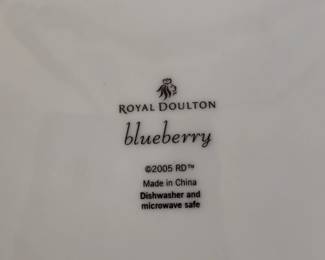 ROYAL DOULTON
blueberry
©2005 RD™
Made in China
Dishwasher and
microwave safe